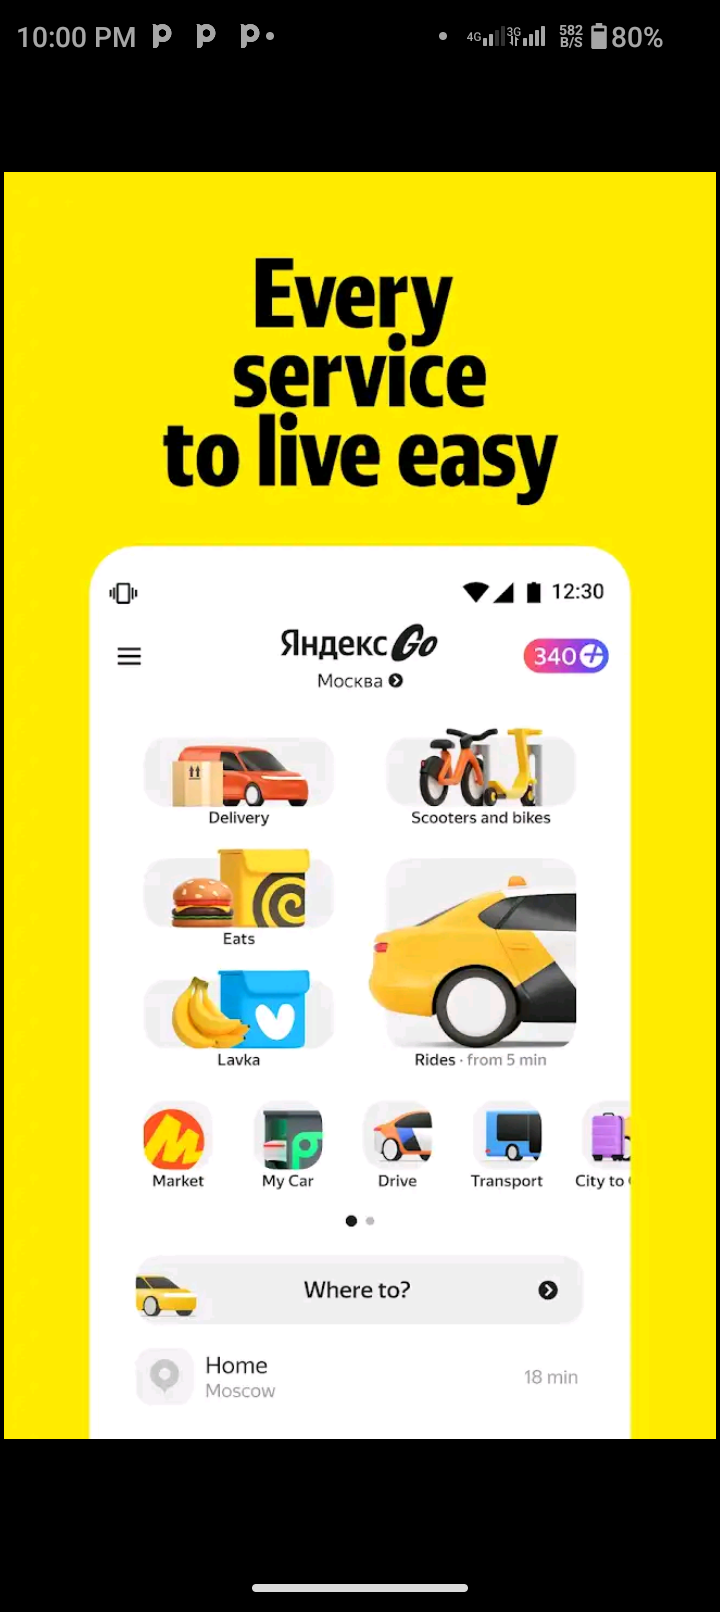 10:00 PM
4G 3G 582 B/S 80%
Every
service
to live easy
12:30
Яндекс Go
340
Москва
Delivery
Scooters and bikes
Eats
Lavka
Rides · from 5 min
Market
My Car
Drive
Transport
City to
Where to?
Home
Moscow
18 min